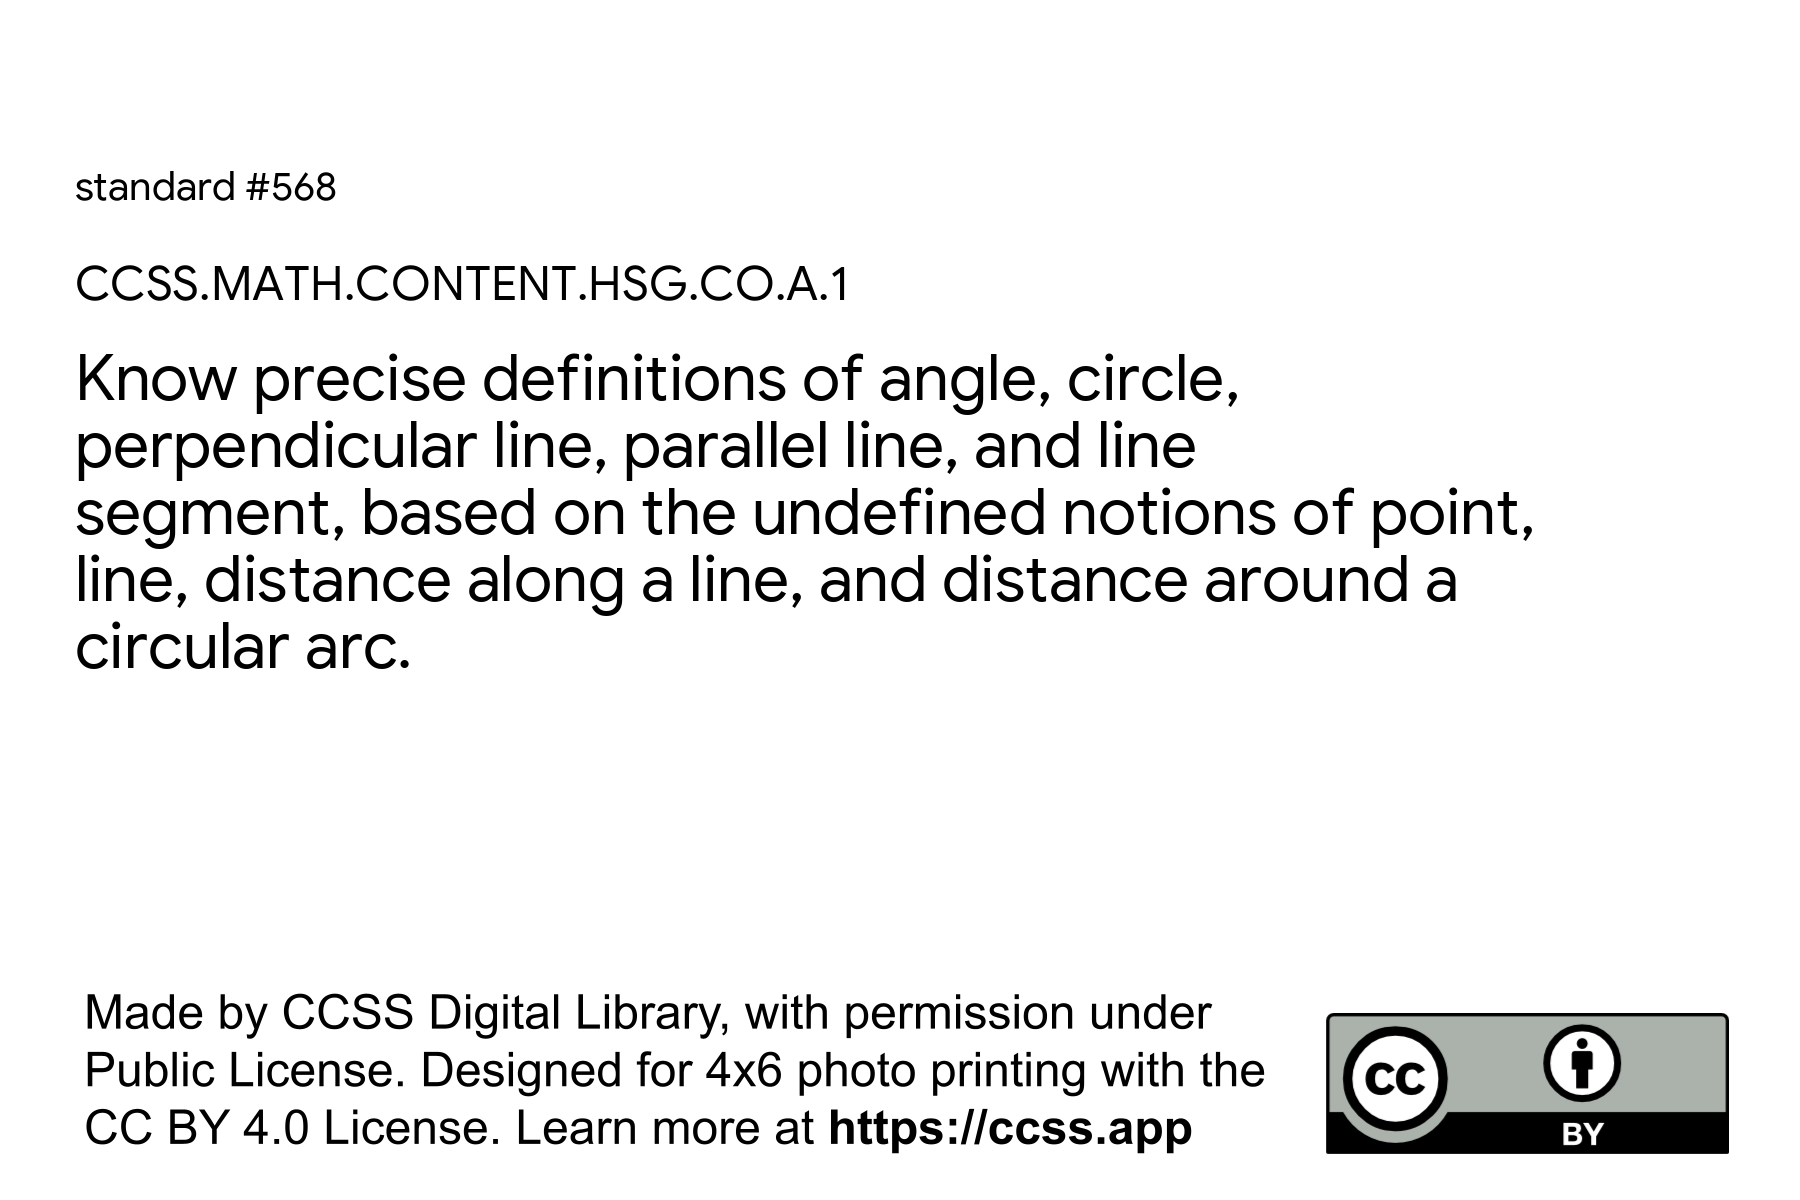 standard #568
CCSS.MATH.CONTENT.HSG.CO.A.1
Know precise definitions of angle, circle,
perpendicular line, parallel line, and line
segment, based on the undefined notions of point,
line, distance along a line, and distance around a
circular arc.
Made by CCSS Digital Library, with permission under
Public License. Designed for 4x6 photo printing with the
CC BY 4.0 License. Learn more at https://ccss.app
cc
BY